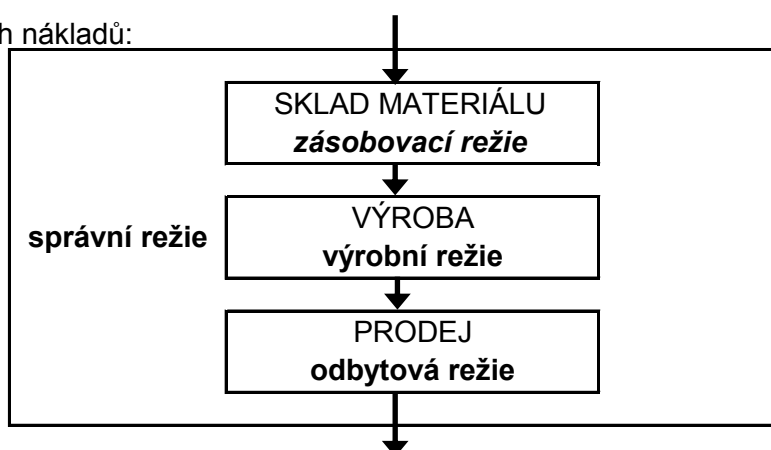 h nákladů:
SKLAD MATERIÁLU
zásobovací režie
správní režie
VÝROBA
výrobní režie
PRODEJ
odbytová režie